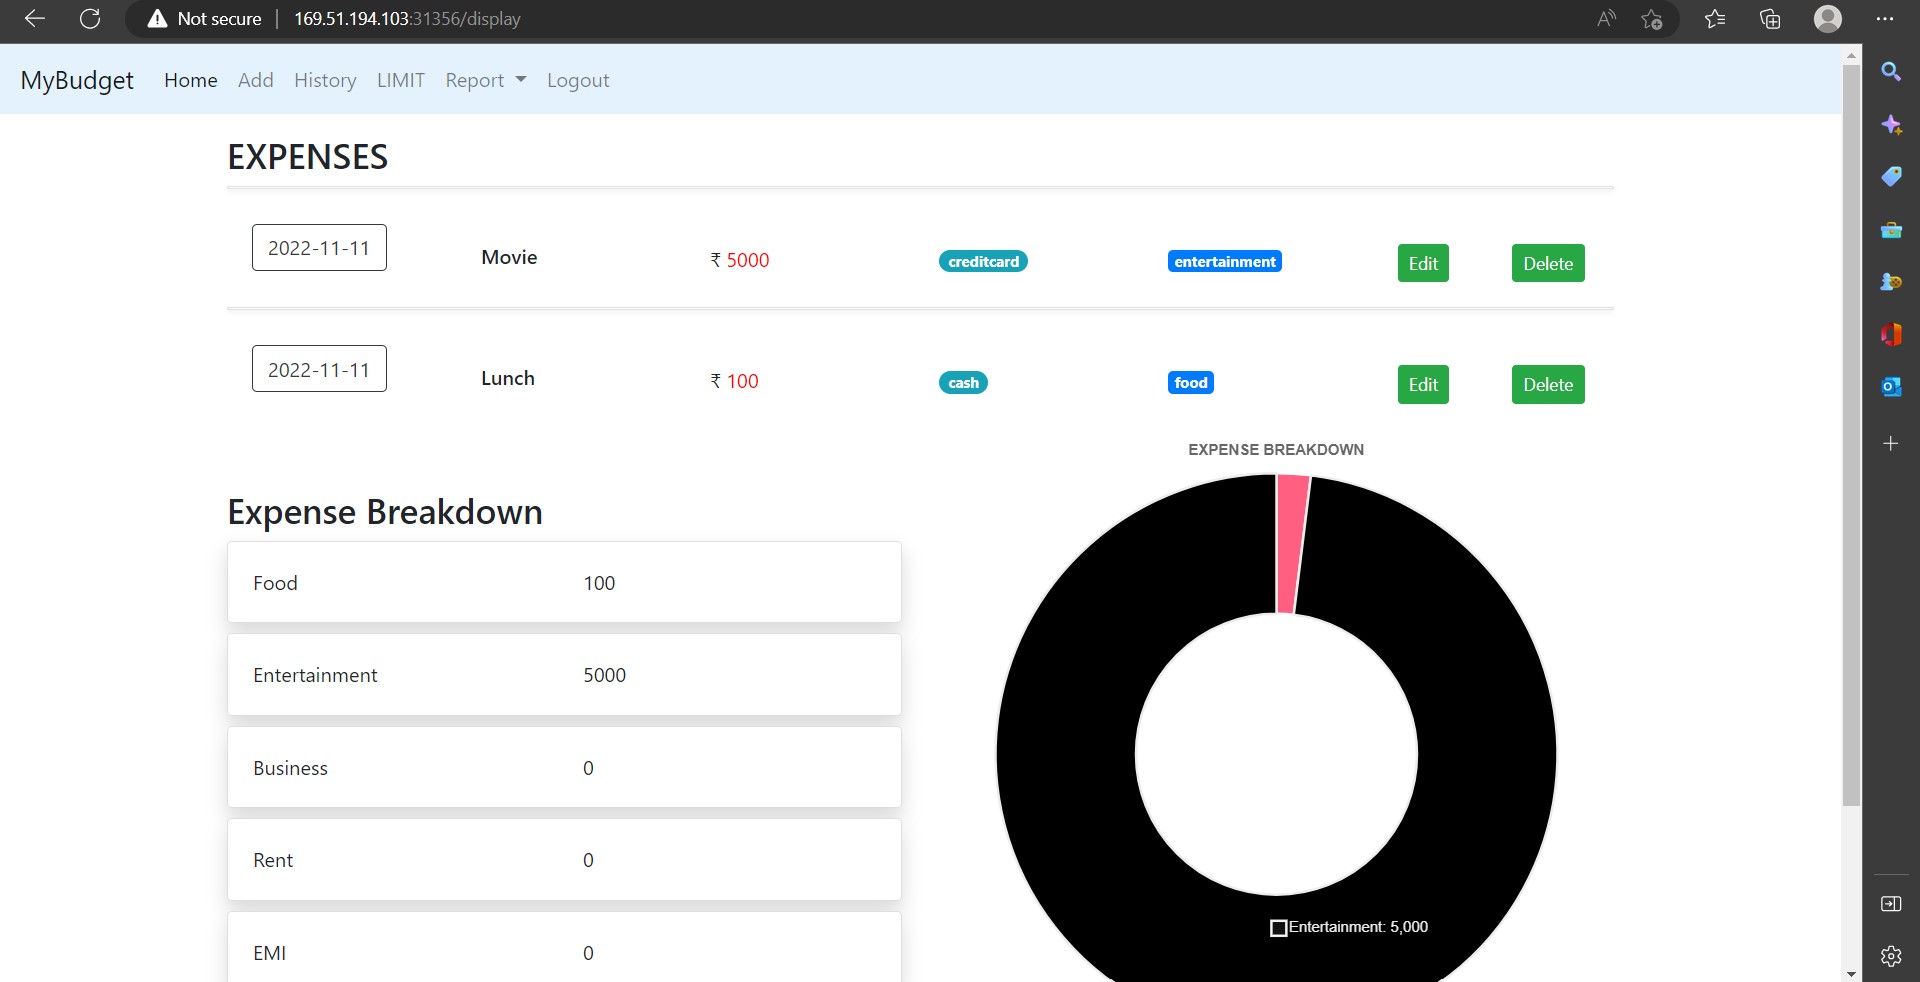 Not secure | 169.51.194.103:31356/display
MyBudget Home Add History LIMIT Report Logout
EXPENSES
2022-11-11 Movie ₹ 5000 creditcard entertainment Edit Delete
2022-11-11 Lunch ₹ 100 cash food Edit Delete
EXPENSE BREAKDOWN
Expense Breakdown
Food 100
Entertainment 5000
Business 0
Rent 0
Entertainment: 5,000
EMI 0